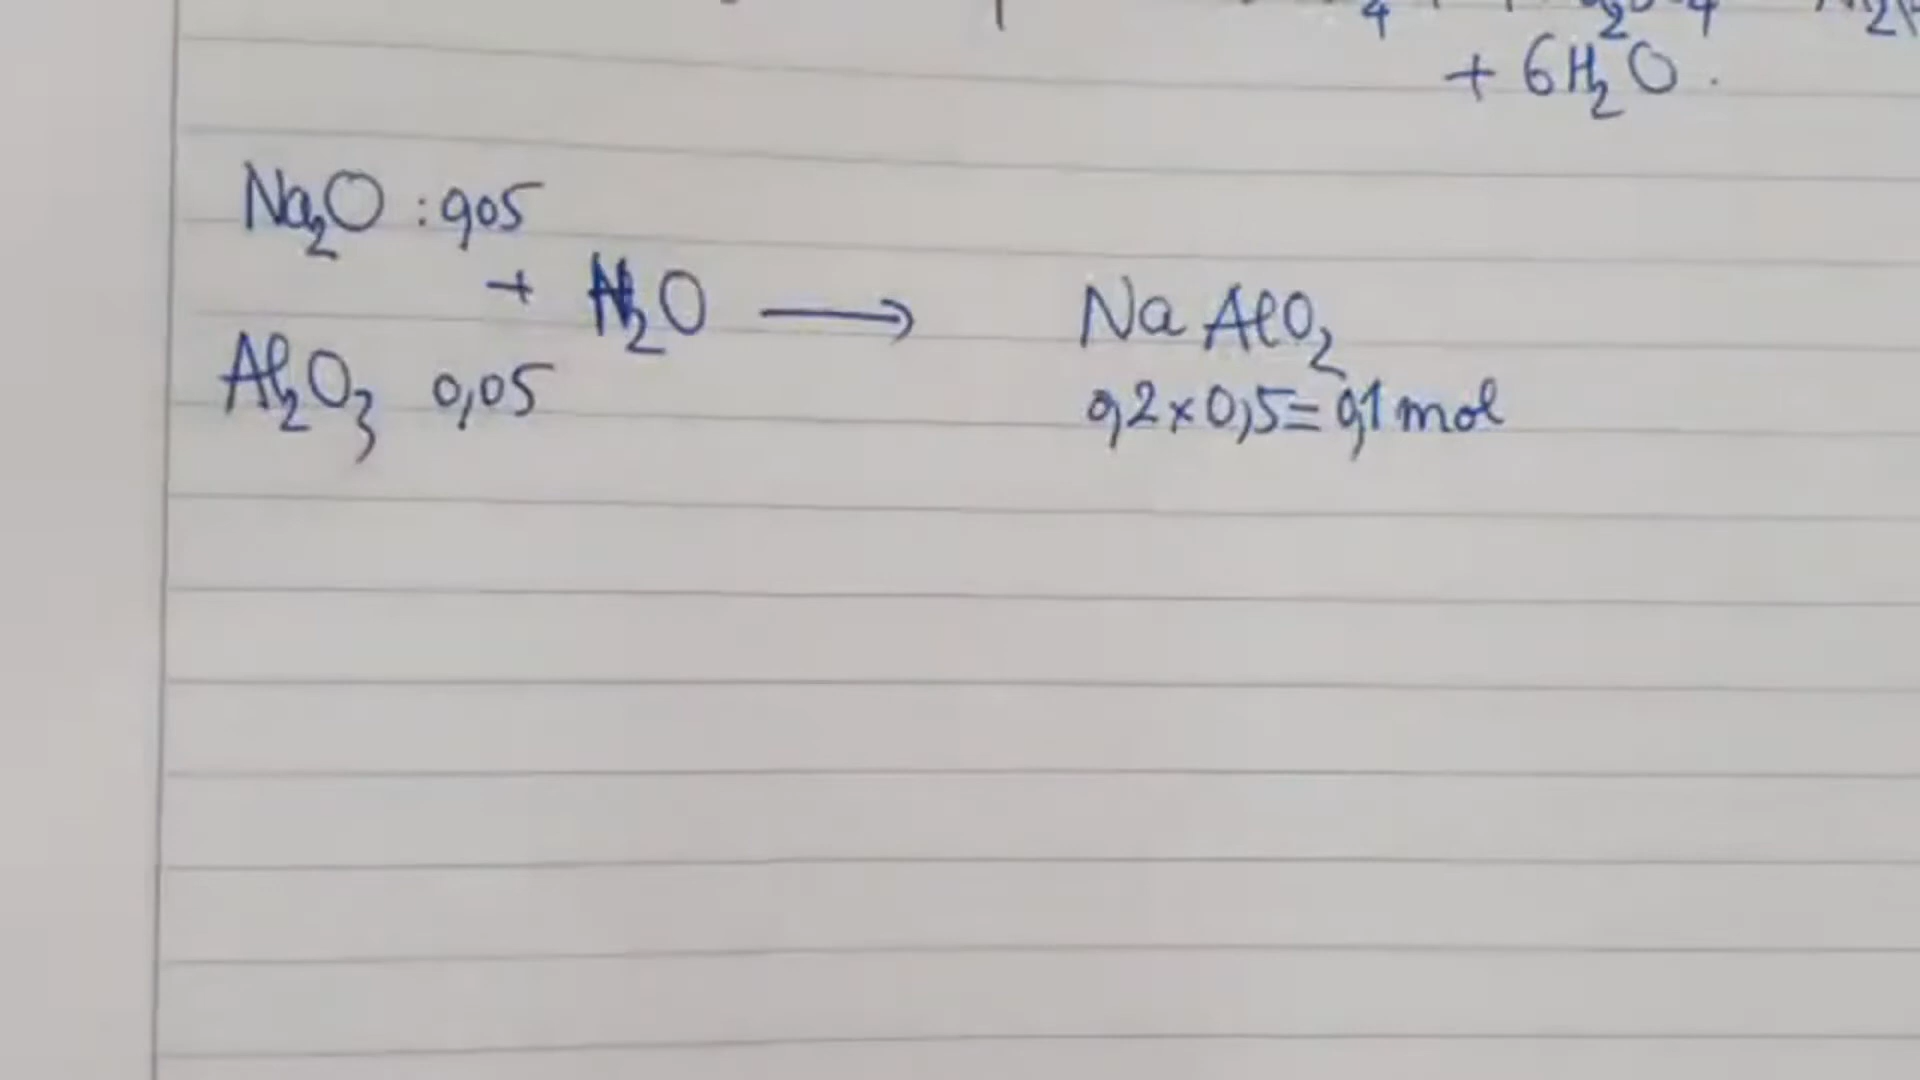 + 6H₂O.
Na₂O : 0,05
+ H₂O ⟶ NaAlO₂
Al₂O₃ 0,05
0,2×0,5=0,1 mol